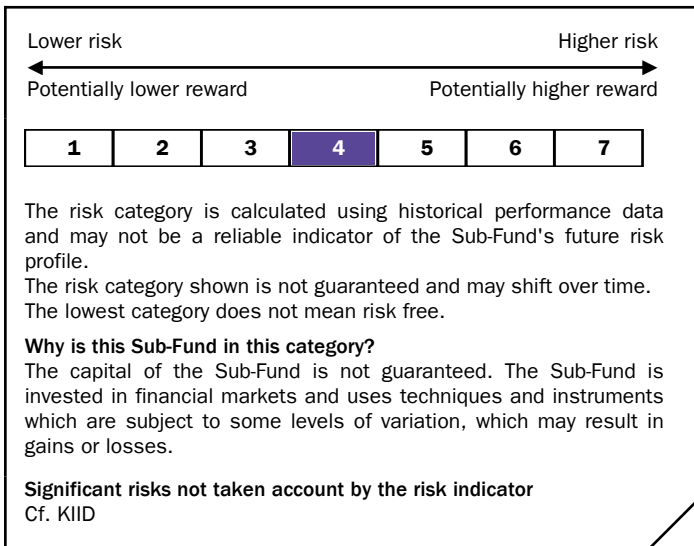 Lower risk Higher risk
Potentially lower reward Potentially higher reward
1 2 3 4 5 6 7
The risk category is calculated using historical performance data
and may not be a reliable indicator of the Sub-Fund's future risk
profile.
The risk category shown is not guaranteed and may shift over time.
The lowest category does not mean risk free.
Why is this Sub-Fund in this category?
The capital of the Sub-Fund is not guaranteed. The Sub-Fund is
invested in financial markets and uses techniques and instruments
which are subject to some levels of variation, which may result in
gains or losses.
Significant risks not taken account by the risk indicator
Cf. KIID